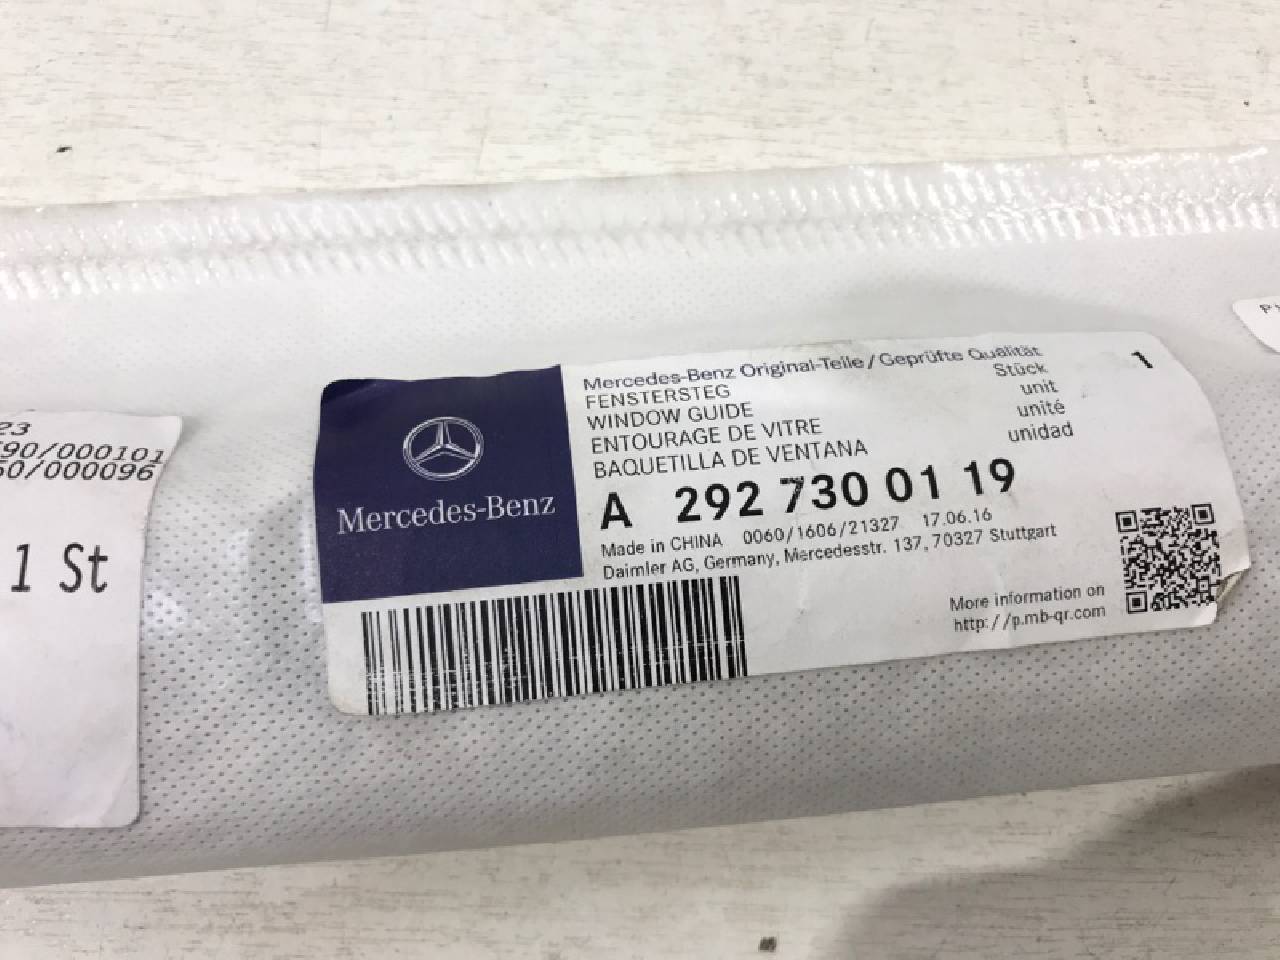 23
590/000101
60/000096
1 St
Mercedes-Benz
Mercedes-Benz Original-Teile / Geprüfte Qualität
1
FENSTERSTEG Stück
WINDOW GUIDE unit
ENTOURAGE DE VITRE unité
BAQUETILLA DE VENTANA unidad
A 292 730 01 19
Made in CHINA 0060/1606/21327 17.06.16
Daimler AG, Germany, Mercedesstr. 137, 70327 Stuttgart
More information on
http://p.mb-qr.com